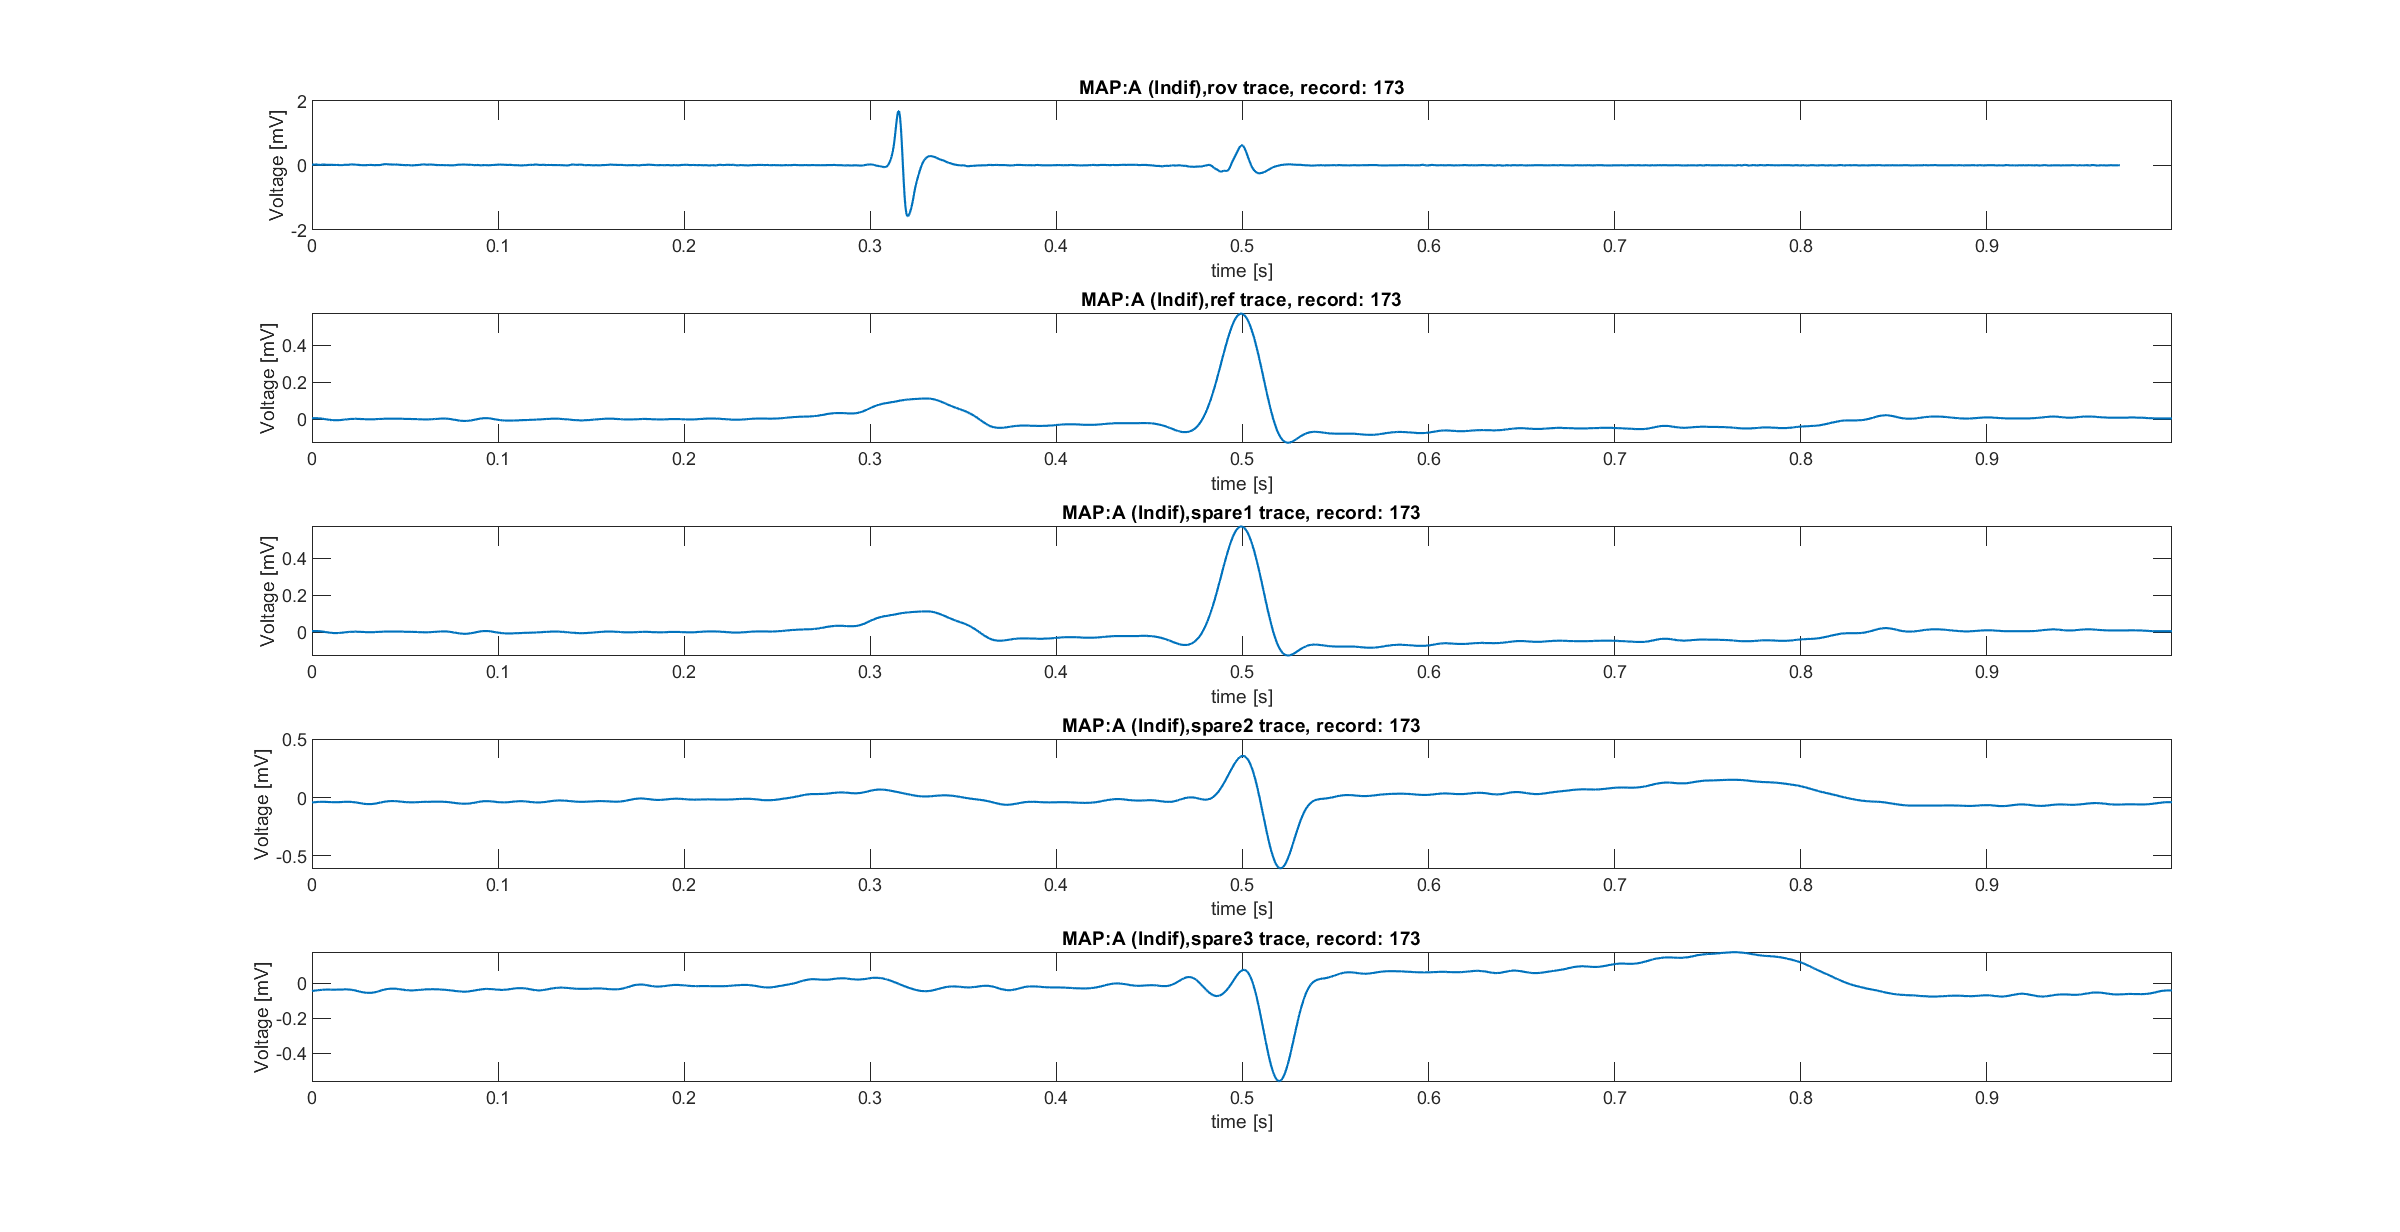 MAP:A (Indif),rov trace, record: 173
Voltage [mV]
2
0
-2
0 0.1 0.2 0.3 0.4 0.5 0.6 0.7 0.8 0.9
time [s]
MAP:A (Indif),ref trace, record: 173
Voltage [mV]
0.4
0.2
0
0 0.1 0.2 0.3 0.4 0.5 0.6 0.7 0.8 0.9
time [s]
MAP:A (Indif),spare1 trace, record: 173
Voltage [mV]
0.4
0.2
0
0 0.1 0.2 0.3 0.4 0.5 0.6 0.7 0.8 0.9
time [s]
MAP:A (Indif),spare2 trace, record: 173
Voltage [mV]
0.5
0
-0.5
0 0.1 0.2 0.3 0.4 0.5 0.6 0.7 0.8 0.9
time [s]
MAP:A (Indif),spare3 trace, record: 173
Voltage [mV]
0
-0.2
-0.4
0 0.1 0.2 0.3 0.4 0.5 0.6 0.7 0.8 0.9
time [s]